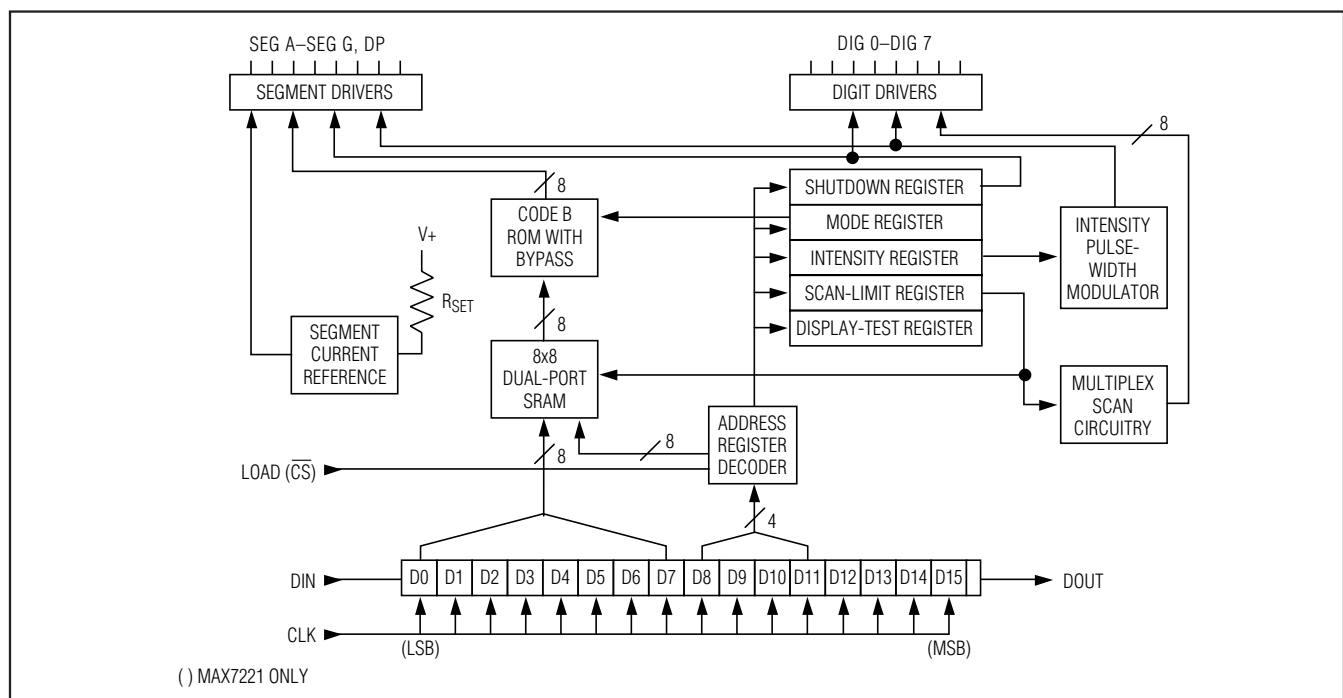 SEG A–SEG G, DP
DIG 0–DIG 7
SEGMENT DRIVERS
DIGIT DRIVERS
8
8
SHUTDOWN REGISTER
MODE REGISTER
INTENSITY REGISTER
SCAN-LIMIT REGISTER
DISPLAY-TEST REGISTER
CODE B
ROM WITH
BYPASS
INTENSITY
PULSE-
WIDTH
MODULATOR
V+
RSET
SEGMENT
CURRENT
REFERENCE
8
8x8
DUAL-PORT
SRAM
MULTIPLEX
SCAN
CIRCUITRY
ADDRESS
REGISTER
DECODER
8
8
LOAD (C̅S̅)
4
DIN
D0 D1 D2 D3 D4 D5 D6 D7 D8 D9 D10 D11 D12 D13 D14 D15
DOUT
CLK
(LSB)
(MSB)
( ) MAX7221 ONLY